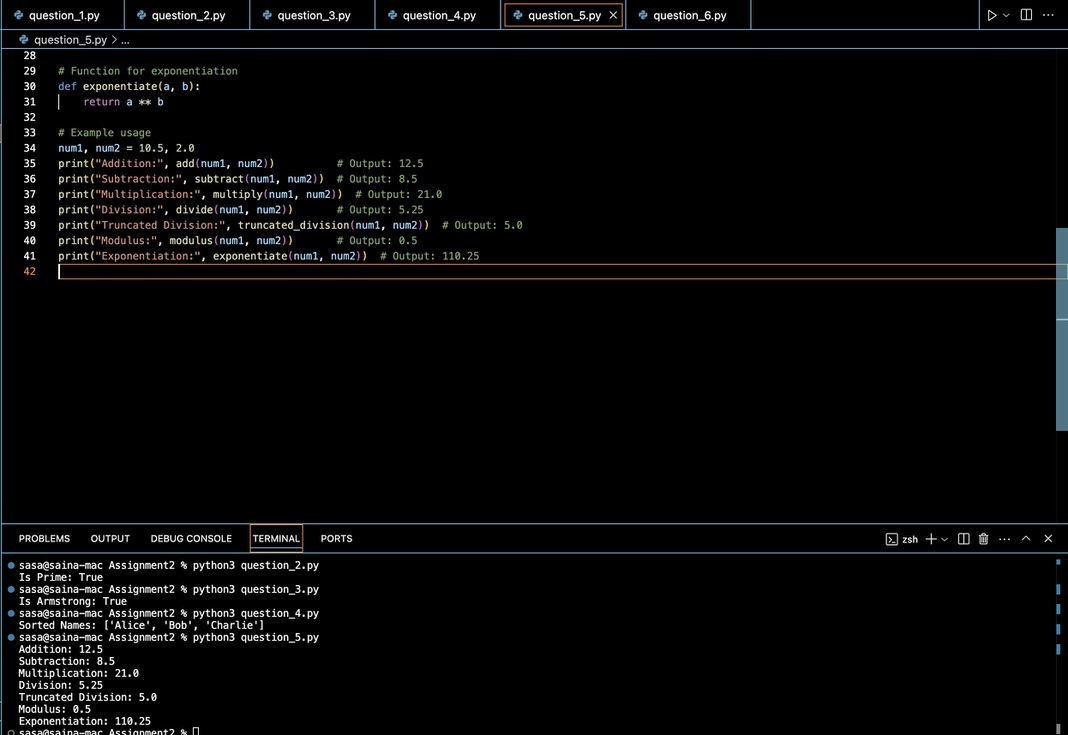 question_1.py question_2.py question_3.py question_4.py question_5.py question_6.py
question_5.py > ...
28
29 # Function for exponentiation
30 def exponentiate(a, b):
31     return a ** b
32
33 # Example usage
34 num1, num2 = 10.5, 2.0
35 print("Addition:", add(num1, num2))          # Output: 12.5
36 print("Subtraction:", subtract(num1, num2))  # Output: 8.5
37 print("Multiplication:", multiply(num1, num2))  # Output: 21.0
38 print("Division:", divide(num1, num2))       # Output: 5.25
39 print("Truncated Division:", truncated_division(num1, num2))  # Output: 5.0
40 print("Modulus:", modulus(num1, num2))       # Output: 0.5
41 print("Exponentiation:", exponentiate(num1, num2))  # Output: 110.25
42
PROBLEMS OUTPUT DEBUG CONSOLE TERMINAL PORTS zsh
sasa@saina-mac Assignment2 % python3 question_2.py
Is Prime: True
sasa@saina-mac Assignment2 % python3 question_3.py
Is Armstrong: True
sasa@saina-mac Assignment2 % python3 question_4.py
Sorted Names: ['Alice', 'Bob', 'Charlie']
sasa@saina-mac Assignment2 % python3 question_5.py
Addition: 12.5
Subtraction: 8.5
Multiplication: 21.0
Division: 5.25
Truncated Division: 5.0
Modulus: 0.5
Exponentiation: 110.25
sasa@saina-mac Assignment2 %